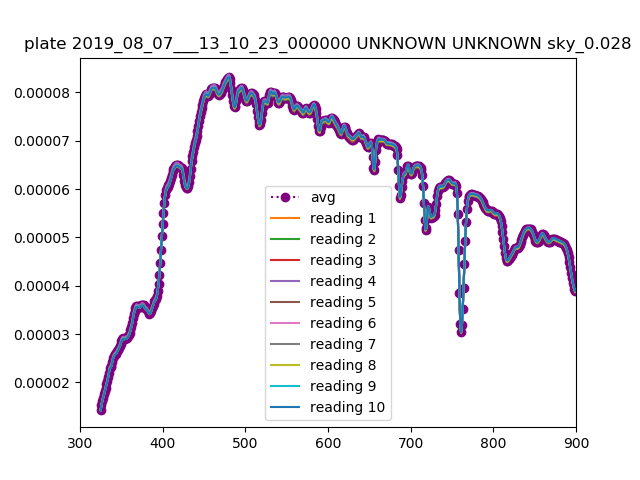 plate 2019_08_07___13_10_23_000000 UNKNOWN UNKNOWN sky_0.028
0.00008
0.00007
0.00006
0.00005
0.00004
0.00003
0.00002
avg
reading 1
reading 2
reading 3
reading 4
reading 5
reading 6
reading 7
reading 8
reading 9
reading 10
300 400 500 600 700 800 900